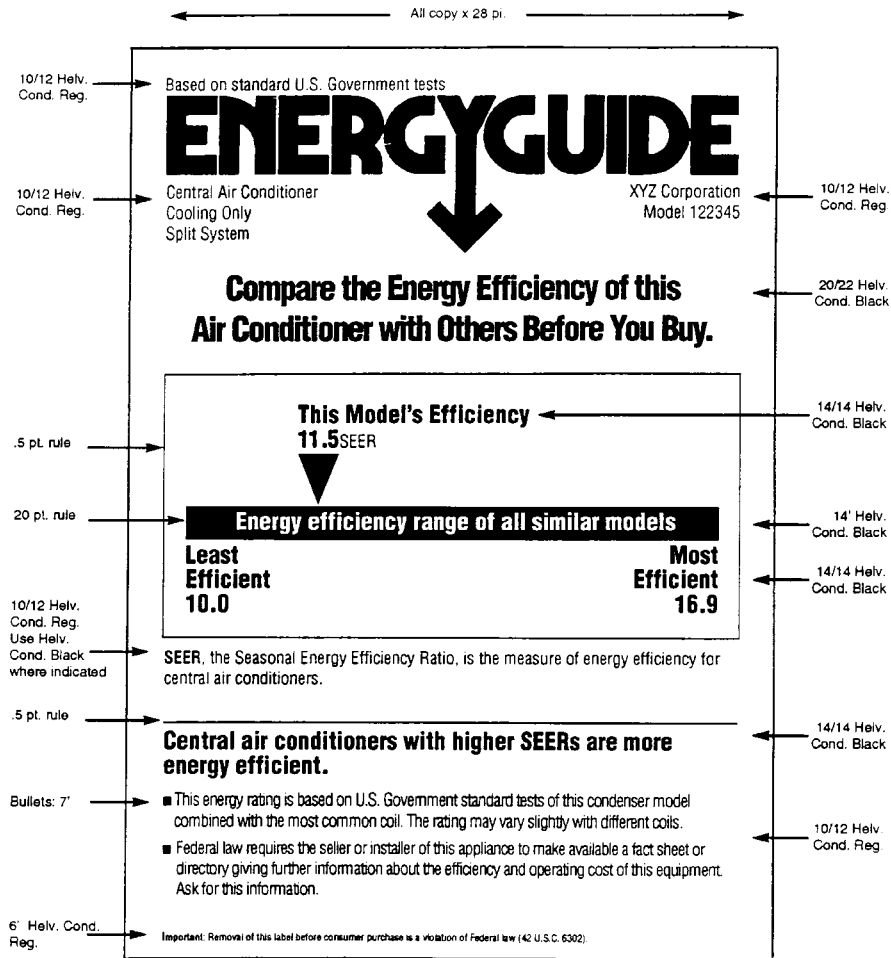 All copy x 28 pi.
10/12 Helv.
Cond. Reg.
Based on standard U.S. Government tests
ENERGYGUIDE
10/12 Helv.
Cond. Reg.
Central Air Conditioner
Cooling Only
Split System
XYZ Corporation
Model 122345
10/12 Helv.
Cond. Reg.
Compare the Energy Efficiency of this
Air Conditioner with Others Before You Buy.
20/22 Helv.
Cond. Black
This Model's Efficiency
11.5SEER
14/14 Helv.
Cond. Black
.5 pt. rule
20 pt. rule
Energy efficiency range of all similar models
14' Helv.
Cond. Black
Least
Efficient
10.0
Most
Efficient
16.9
14/14 Helv.
Cond. Black
10/12 Helv.
Cond. Reg.
Use Helv.
Cond. Black
where indicated
SEER, the Seasonal Energy Efficiency Ratio, is the measure of energy efficiency for
central air conditioners.
.5 pt. rule
Central air conditioners with higher SEERs are more
energy efficient.
14/14 Helv.
Cond. Black
Bullets: 7'
■ This energy rating is based on U.S. Government standard tests of this condenser model
combined with the most common coil. The rating may vary slightly with different coils.
■ Federal law requires the seller or installer of this appliance to make available a fact sheet or
directory giving further information about the efficiency and operating cost of this equipment.
Ask for this information.
10/12 Helv.
Cond. Reg.
6' Helv. Cond.
Reg.
Important: Removal of this label before consumer purchase is a violation of Federal law (42 U.S.C. 6302).